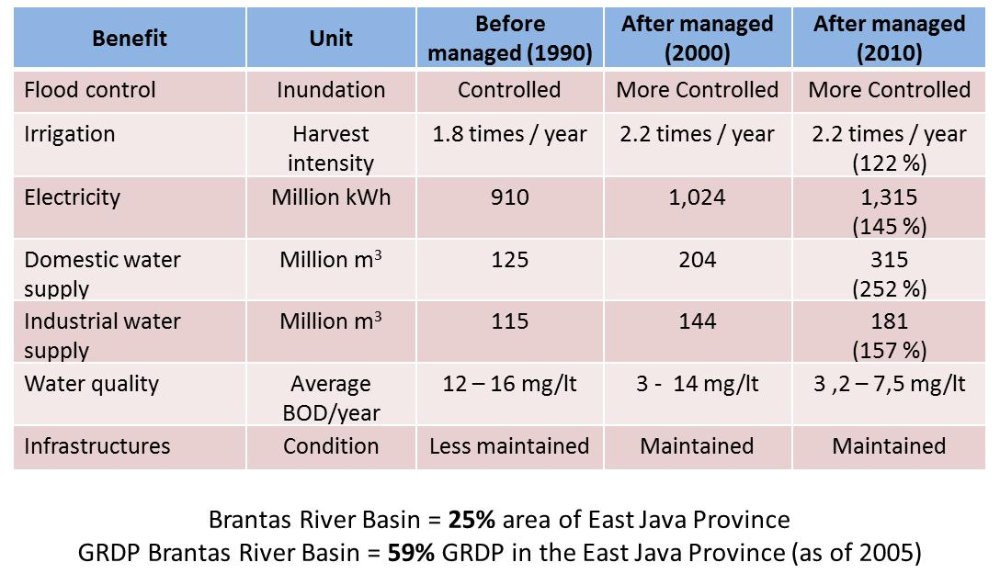 Benefit Unit Before managed (1990) After managed (2000) After managed (2010)
Flood control Inundation Controlled More Controlled More Controlled
Irrigation Harvest intensity 1.8 times / year 2.2 times / year 2.2 times / year (122 %)
Electricity Million kWh 910 1,024 1,315 (145 %)
Domestic water supply Million m³ 125 204 315 (252 %)
Industrial water supply Million m³ 115 144 181 (157 %)
Water quality Average BOD/year 12 – 16 mg/lt 3 - 14 mg/lt 3 ,2 – 7,5 mg/lt
Infrastructures Condition Less maintained Maintained Maintained
Brantas River Basin = 25% area of East Java Province
GRDP Brantas River Basin = 59% GRDP in the East Java Province (as of 2005)